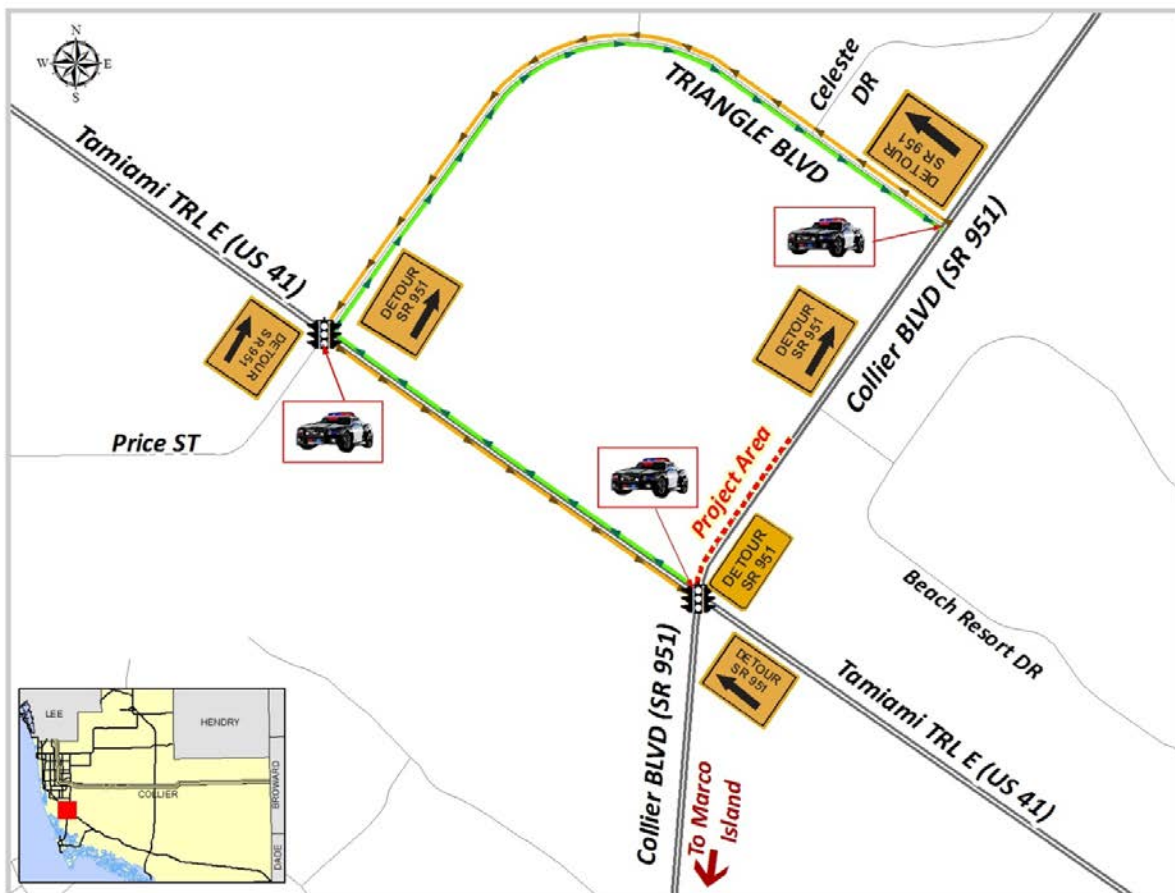 N
W E
S
Celeste
DR
TRIANGLE BLVD
DETOUR
SR 951
Tamiami TRL E (US 41)
Collier BLVD (SR 951)
DETOUR
SR 951
DETOUR
SR 951
DETOUR
SR 951
Price ST
Project Area
DETOUR
SR 951
Beach Resort DR
Collier BLVD (SR 951)
DETOUR
SR 951
Tamiami TRL E (US 41)
To Marco
Island
LEE
HENDRY
COLLIER
BROWARD
DADE